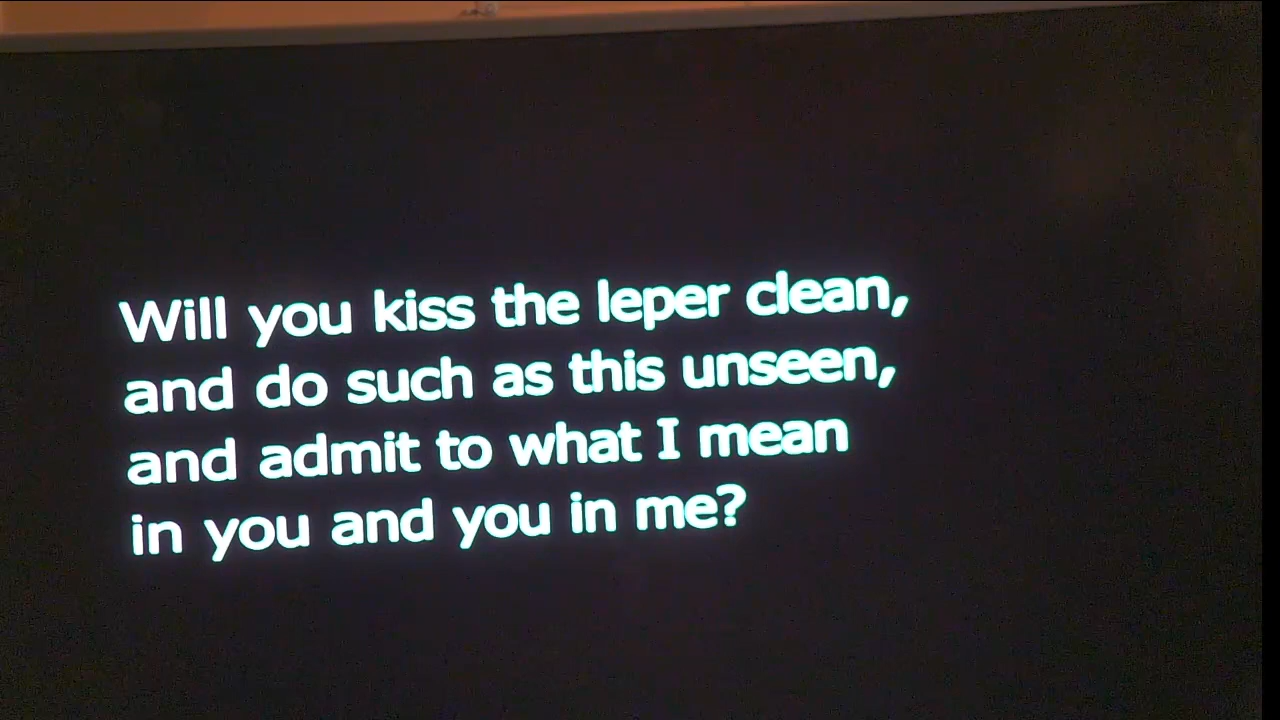 Will you kiss the leper clean,
and do such as this unseen,
and admit to what I mean
in you and you in me?